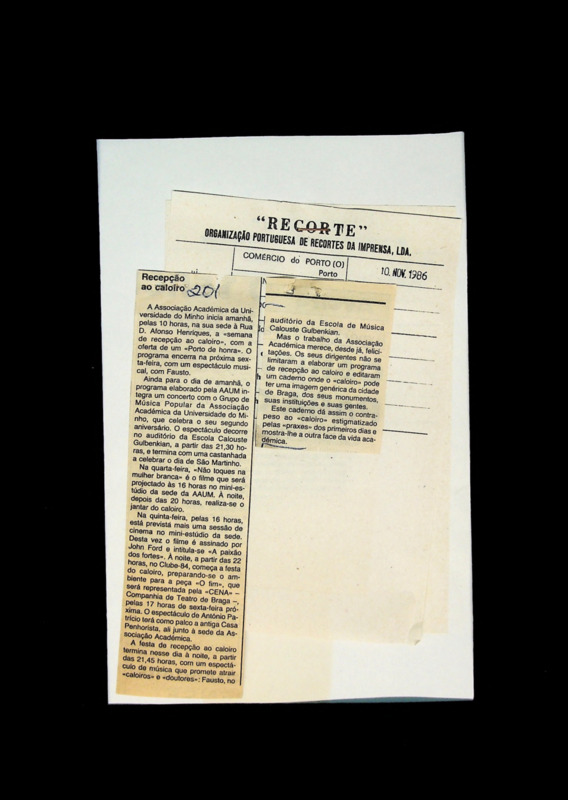 "RECORTE"
ORGANIZAÇÃO PORTUGUESA DE RECORTES DA IMPRENSA, LDA.
COMÉRCIO do PORTO (O)
Porto
10. NOV. 1986
Recepção
ao caloiro
201
A Associação Académica da Uni-
versidade do Minho inicia amanhã,
pelas 10 horas, na sua sede à Rua
D. Afonso Henriques, a «semana
de recepção ao caloiro», com a
oferta de um «Porto de honra». O
programa encerra na próxima sex-
ta-feira, com um espectáculo musi-
cal, com Fausto.
Ainda para o dia de amanhã, o
programa elaborado pela AAUM in-
tegra um concerto com o Grupo de
Música Popular da Associação
Académica da Universidade do Mi-
nho, que celebra o seu segundo
aniversário. O espectáculo decorre
no auditório da Escola Calouste
Gulbenkian, a partir das 21,30 ho-
ras, e termina com uma castanhada
a celebrar o dia de São Martinho.
Na quarta-feira, «Não toques na
mulher branca» é o filme que será
projectado às 16 horas no mini-es-
túdio da sede da AAUM. À noite,
depois das 20 horas, realiza-se o
jantar do caloiro.
Na quinta-feira, pelas 16 horas,
está prevista mais uma sessão de
cinema no mini-estúdio da sede.
Desta vez o filme é assinado por
John Ford e intitula-se «A paixão
dos fortes». À noite, a partir das 22
horas, no Clube-84, começa a festa
do caloiro, preparando-se o am-
biente para a peça «O fim», que
será representada pela «CENA» –
Companhia de Teatro de Braga –,
pelas 17 horas de sexta-feira pró-
xima. O espectáculo de António Pa-
trício terá como palco a antiga Casa
Penhorista, ali junto à sede da As-
sociação Académica.
A festa de recepção ao caloiro
termina nesse dia à noite, a partir
das 21,45 horas, com um espectá-
culo de música que promete atrair
«caloiros» e «doutores»: Fausto, no
auditório da Escola de Música
Calouste Gulbenkian.
Mas o trabalho da Associação
Académica merece, desde já, felici-
tações. Os seus dirigentes não se
limitaram a elaborar um programa
de recepção ao caloiro e editaram
um caderno onde o «caloiro» pode
ter uma imagem genérica da cidade
de Braga, dos seus monumentos,
suas instituições e suas gentes.
Este caderno dá assim o contra-
peso ao «caloiro» estigmatizado
pelas «praxes» dos primeiros dias e
mostra-lhe a outra face da vida aca-
démica.